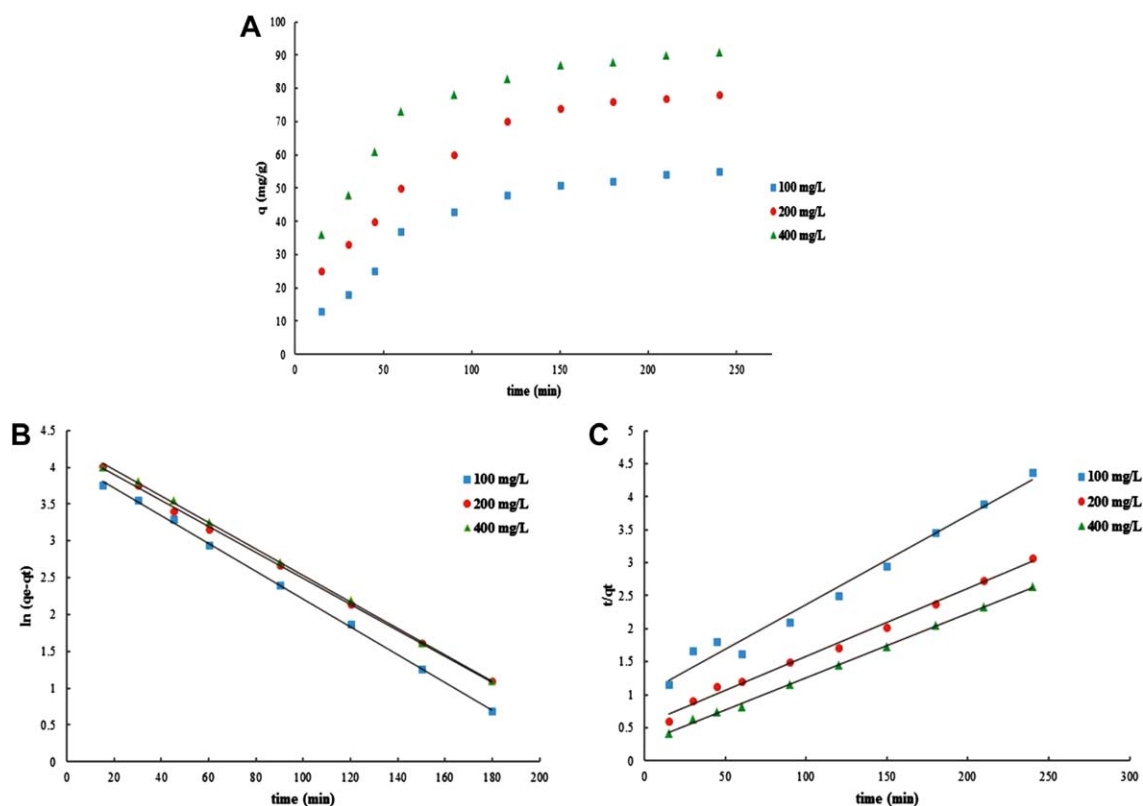 A
100
90
80
70
60
50
40
30
20
10
0
q (mg/g)
0 50 100 150 200 250
time (min)
100 mg/L
200 mg/L
400 mg/L
B
4.5
4
3.5
3
2.5
2
1.5
1
0.5
0
ln (qe-qt)
0 20 40 60 80 100 120 140 160 180 200
time (min)
100 mg/L
200 mg/L
400 mg/L
C
5
4.5
4
3.5
3
2.5
2
1.5
1
0.5
0
t/qt
0 50 100 150 200 250 300
time (min)
100 mg/L
200 mg/L
400 mg/L